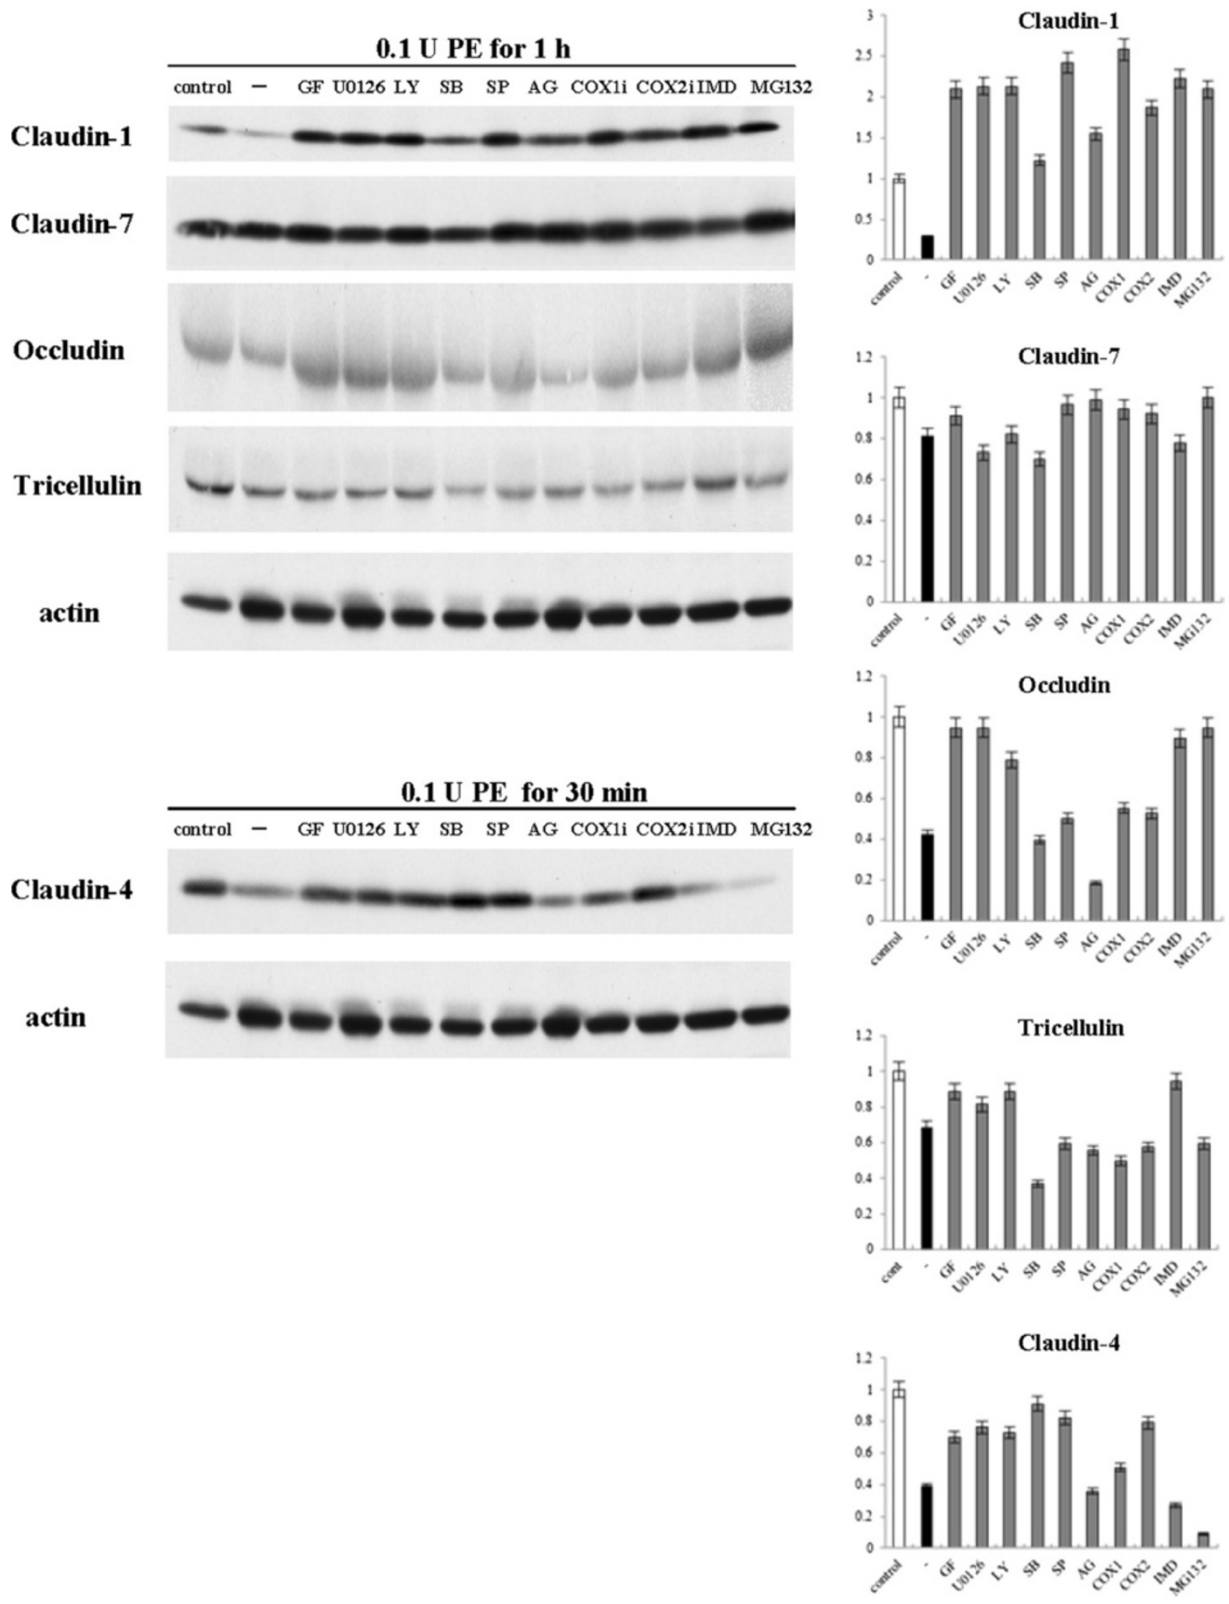 0.1 U PE for 1 h
control – GF U0126 LY SB SP AG COX1i COX2i IMD MG132
Claudin-1
Claudin-7
Occludin
Tricellulin
actin
0.1 U PE for 30 min
control – GF U0126 LY SB SP AG COX1i COX2i IMD MG132
Claudin-4
actin
Claudin-1
3
2.5
2
1.5
1
0.5
0
control - GF U0126 LY SB SP AG COX1 COX2 IMD MG132
Claudin-7
1.2
1
0.8
0.6
0.4
0.2
0
control - GF U0126 LY SB SP AG COX1 COX2 IMD MG132
Occludin
1.2
1
0.8
0.6
0.4
0.2
0
control - GF U0126 LY SB SP AG COX1 COX2 IMD MG132
Tricellulin
1.2
1
0.8
0.6
0.4
0.2
0
cont - GF U0126 LY SB SP AG COX1 COX2 IMD MG132
Claudin-4
1.2
1
0.8
0.6
0.4
0.2
0
control - GF U0126 LY SB SP AG COX1 COX2 IMD MG132